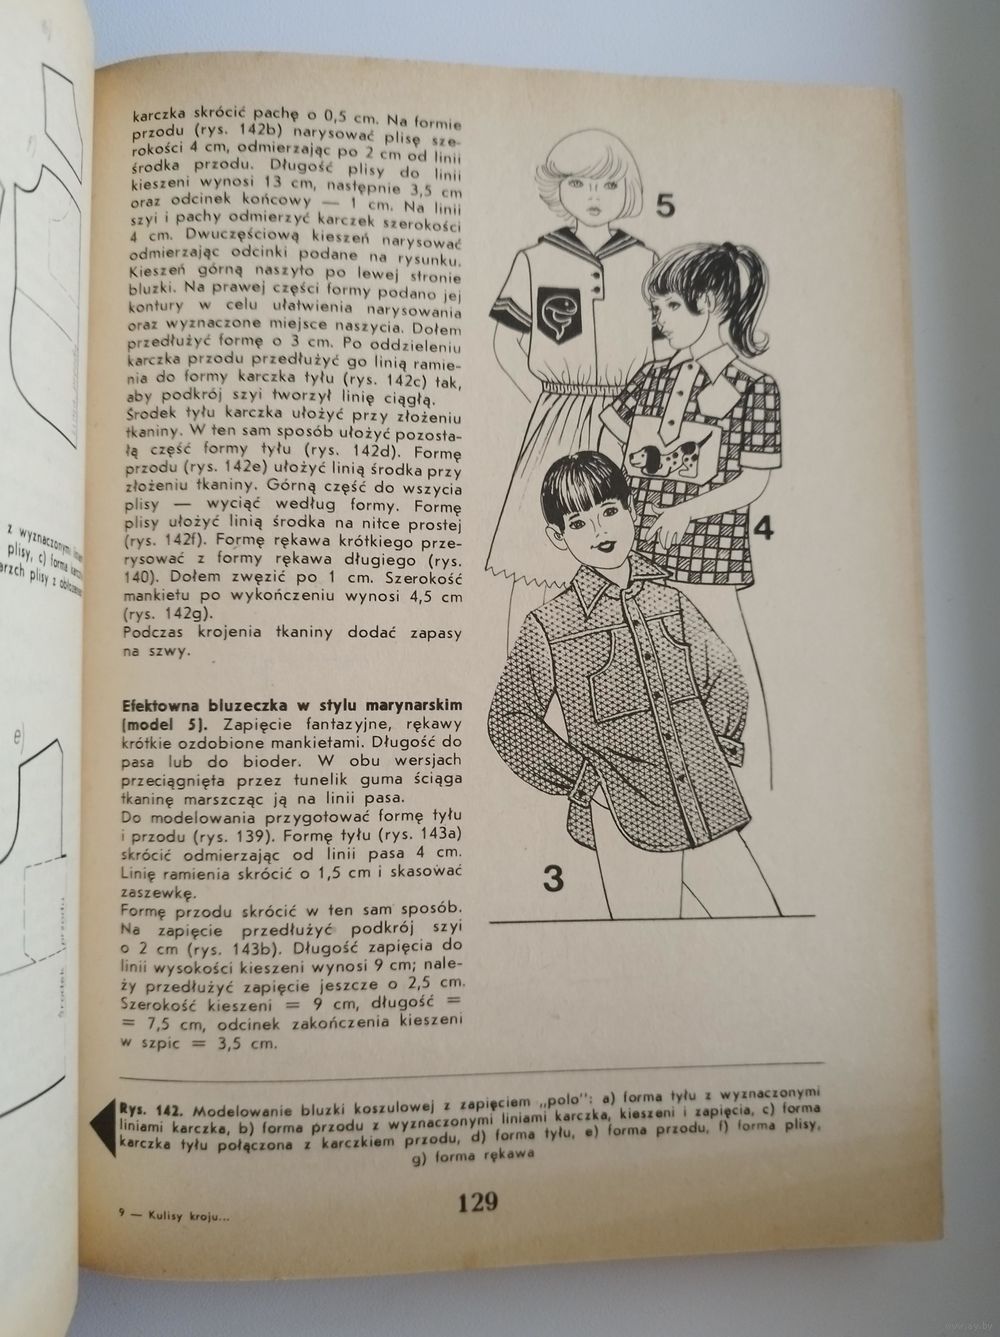 karczka skrócić pachę o 0,5 cm. Na formie
przodu (rys. 142b) narysować plisę sze-
rokości 4 cm, odmierzając po 2 cm od linii
środka przodu. Długość plisy do linii
kieszeni wynosi 13 cm, następnie 3,5 cm
oraz odcinek końcowy — 1 cm. Na linii
szyi i pachy odmierzyć karczek szerokości
4 cm. Dwuczęściową kieszeń narysować
odmierzając odcinki podane na rysunku.
Kieszeń górną naszyto po lewej stronie
bluzki. Na prawej części formy podano jej
kontury w celu ułatwienia narysowania
oraz wyznaczone miejsce naszycia. Dołem
przedłużyć formę o 3 cm. Po oddzieleniu
karczka przodu przedłużyć go linią ramie-
nia do formy karczka tyłu (rys. 142c) tak,
aby podkrój szyi tworzył linię ciągłą.
Środek tyłu karczka ułożyć przy złożeniu
tkaniny. W ten sam sposób ułożyć pozosta-
łą część formy tyłu (rys. 142d). Formę
przodu (rys. 142e) ułożyć linią środka przy
złożeniu tkaniny. Górną część do wszycia
plisy — wyciąć według formy. Formę
plisy ułożyć linią środka na nitce prostej
(rys. 142f). Formę rękawa krótkiego prze-
rysować z formy rękawa długiego (rys.
140). Dołem zwęzić po 1 cm. Szerokość
mankietu po wykończeniu wynosi 4,5 cm
(rys. 142g).
Podczas krojenia tkaniny dodać zapasy
na szwy.
Efektowna bluzeczka w stylu marynarskim
(model 5). Zapięcie fantazyjne, rękawy
krótkie ozdobione mankietami. Długość do
pasa lub do bioder. W obu wersjach
przeciągnięta przez tunelik guma ściąga
tkaninę marszcząc ją na linii pasa.
Do modelowania przygotować formę tyłu
i przodu (rys. 139). Formę tyłu (rys. 143a)
skrócić odmierzając od linii pasa 4 cm.
Linię ramienia skrócić o 1,5 cm i skasować
zaszewkę.
Formę przodu skrócić w ten sam sposób.
Na zapięcie przedłużyć podkrój szyi
o 2 cm (rys. 143b). Długość zapięcia do
linii wysokości kieszeni wynosi 9 cm; nale-
ży przedłużyć zapięcie jeszcze o 2,5 cm.
Szerokość kieszeni = 9 cm, długość =
= 7,5 cm, odcinek zakończenia kieszeni
w szpic = 3,5 cm.
5
4
3
Rys. 142. Modelowanie bluzki koszulowej z zapięciem „polo”: a) forma tyłu z wyznaczonymi
liniami karczka, b) forma przodu z wyznaczonymi liniami karczka, kieszeni i zapięcia, c) forma
karczka tyłu połączona z karczkiem przodu, d) forma tyłu, e) forma przodu, f) forma plisy,
g) forma rękawa
9 — Kulisy kroju...
129
z wyznaczonymi
plisy, c) forma
plisy z
e)
Środek przodu
www.ay.by